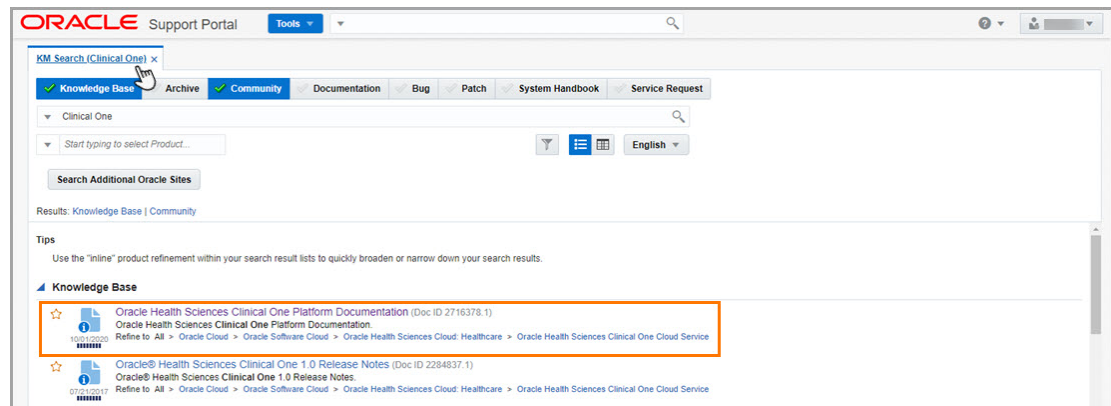 ORACLE Support Portal Tools
KM Search (Clinical One) ×
Knowledge Base Archive Community Documentation Bug Patch System Handbook Service Request
Clinical One
Start typing to select Product... English
Search Additional Oracle Sites
Results: Knowledge Base | Community
Tips
Use the "inline" product refinement within your search result lists to quickly broaden or narrow down your search results.
Knowledge Base
Oracle Health Sciences Clinical One Platform Documentation (Doc ID 2716378.1)
Oracle Health Sciences Clinical One Platform Documentation.
10/01/2020 Refine to All > Oracle Cloud > Oracle Software Cloud > Oracle Health Sciences Cloud: Healthcare > Oracle Health Sciences Clinical One Cloud Service
Oracle® Health Sciences Clinical One 1.0 Release Notes (Doc ID 2284837.1)
Oracle® Health Sciences Clinical One 1.0 Release Notes.
07/21/2017 Refine to All > Oracle Cloud > Oracle Software Cloud > Oracle Health Sciences Cloud: Healthcare > Oracle Health Sciences Clinical One Cloud Service